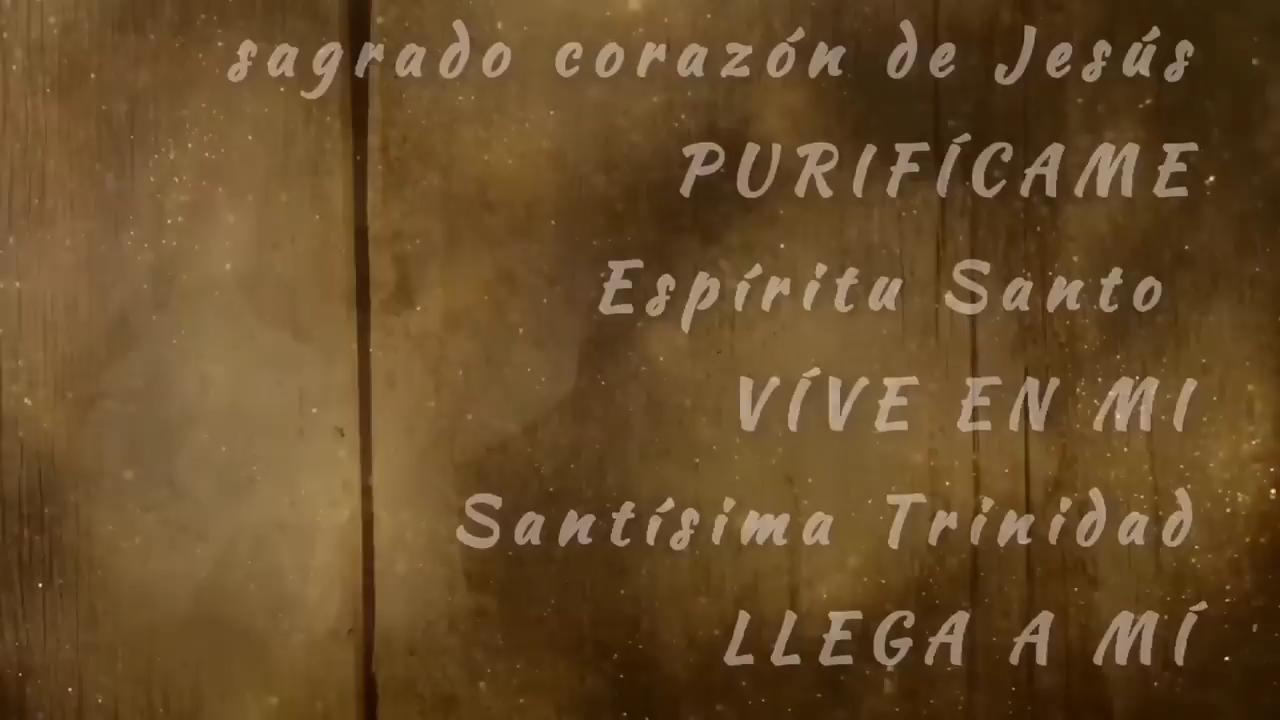 sagrado corazón de Jesús
PURIFÍCAME
Espíritu Santo
VÍVE EN MI
Santísima Trinidad
LLEGA A MÍ